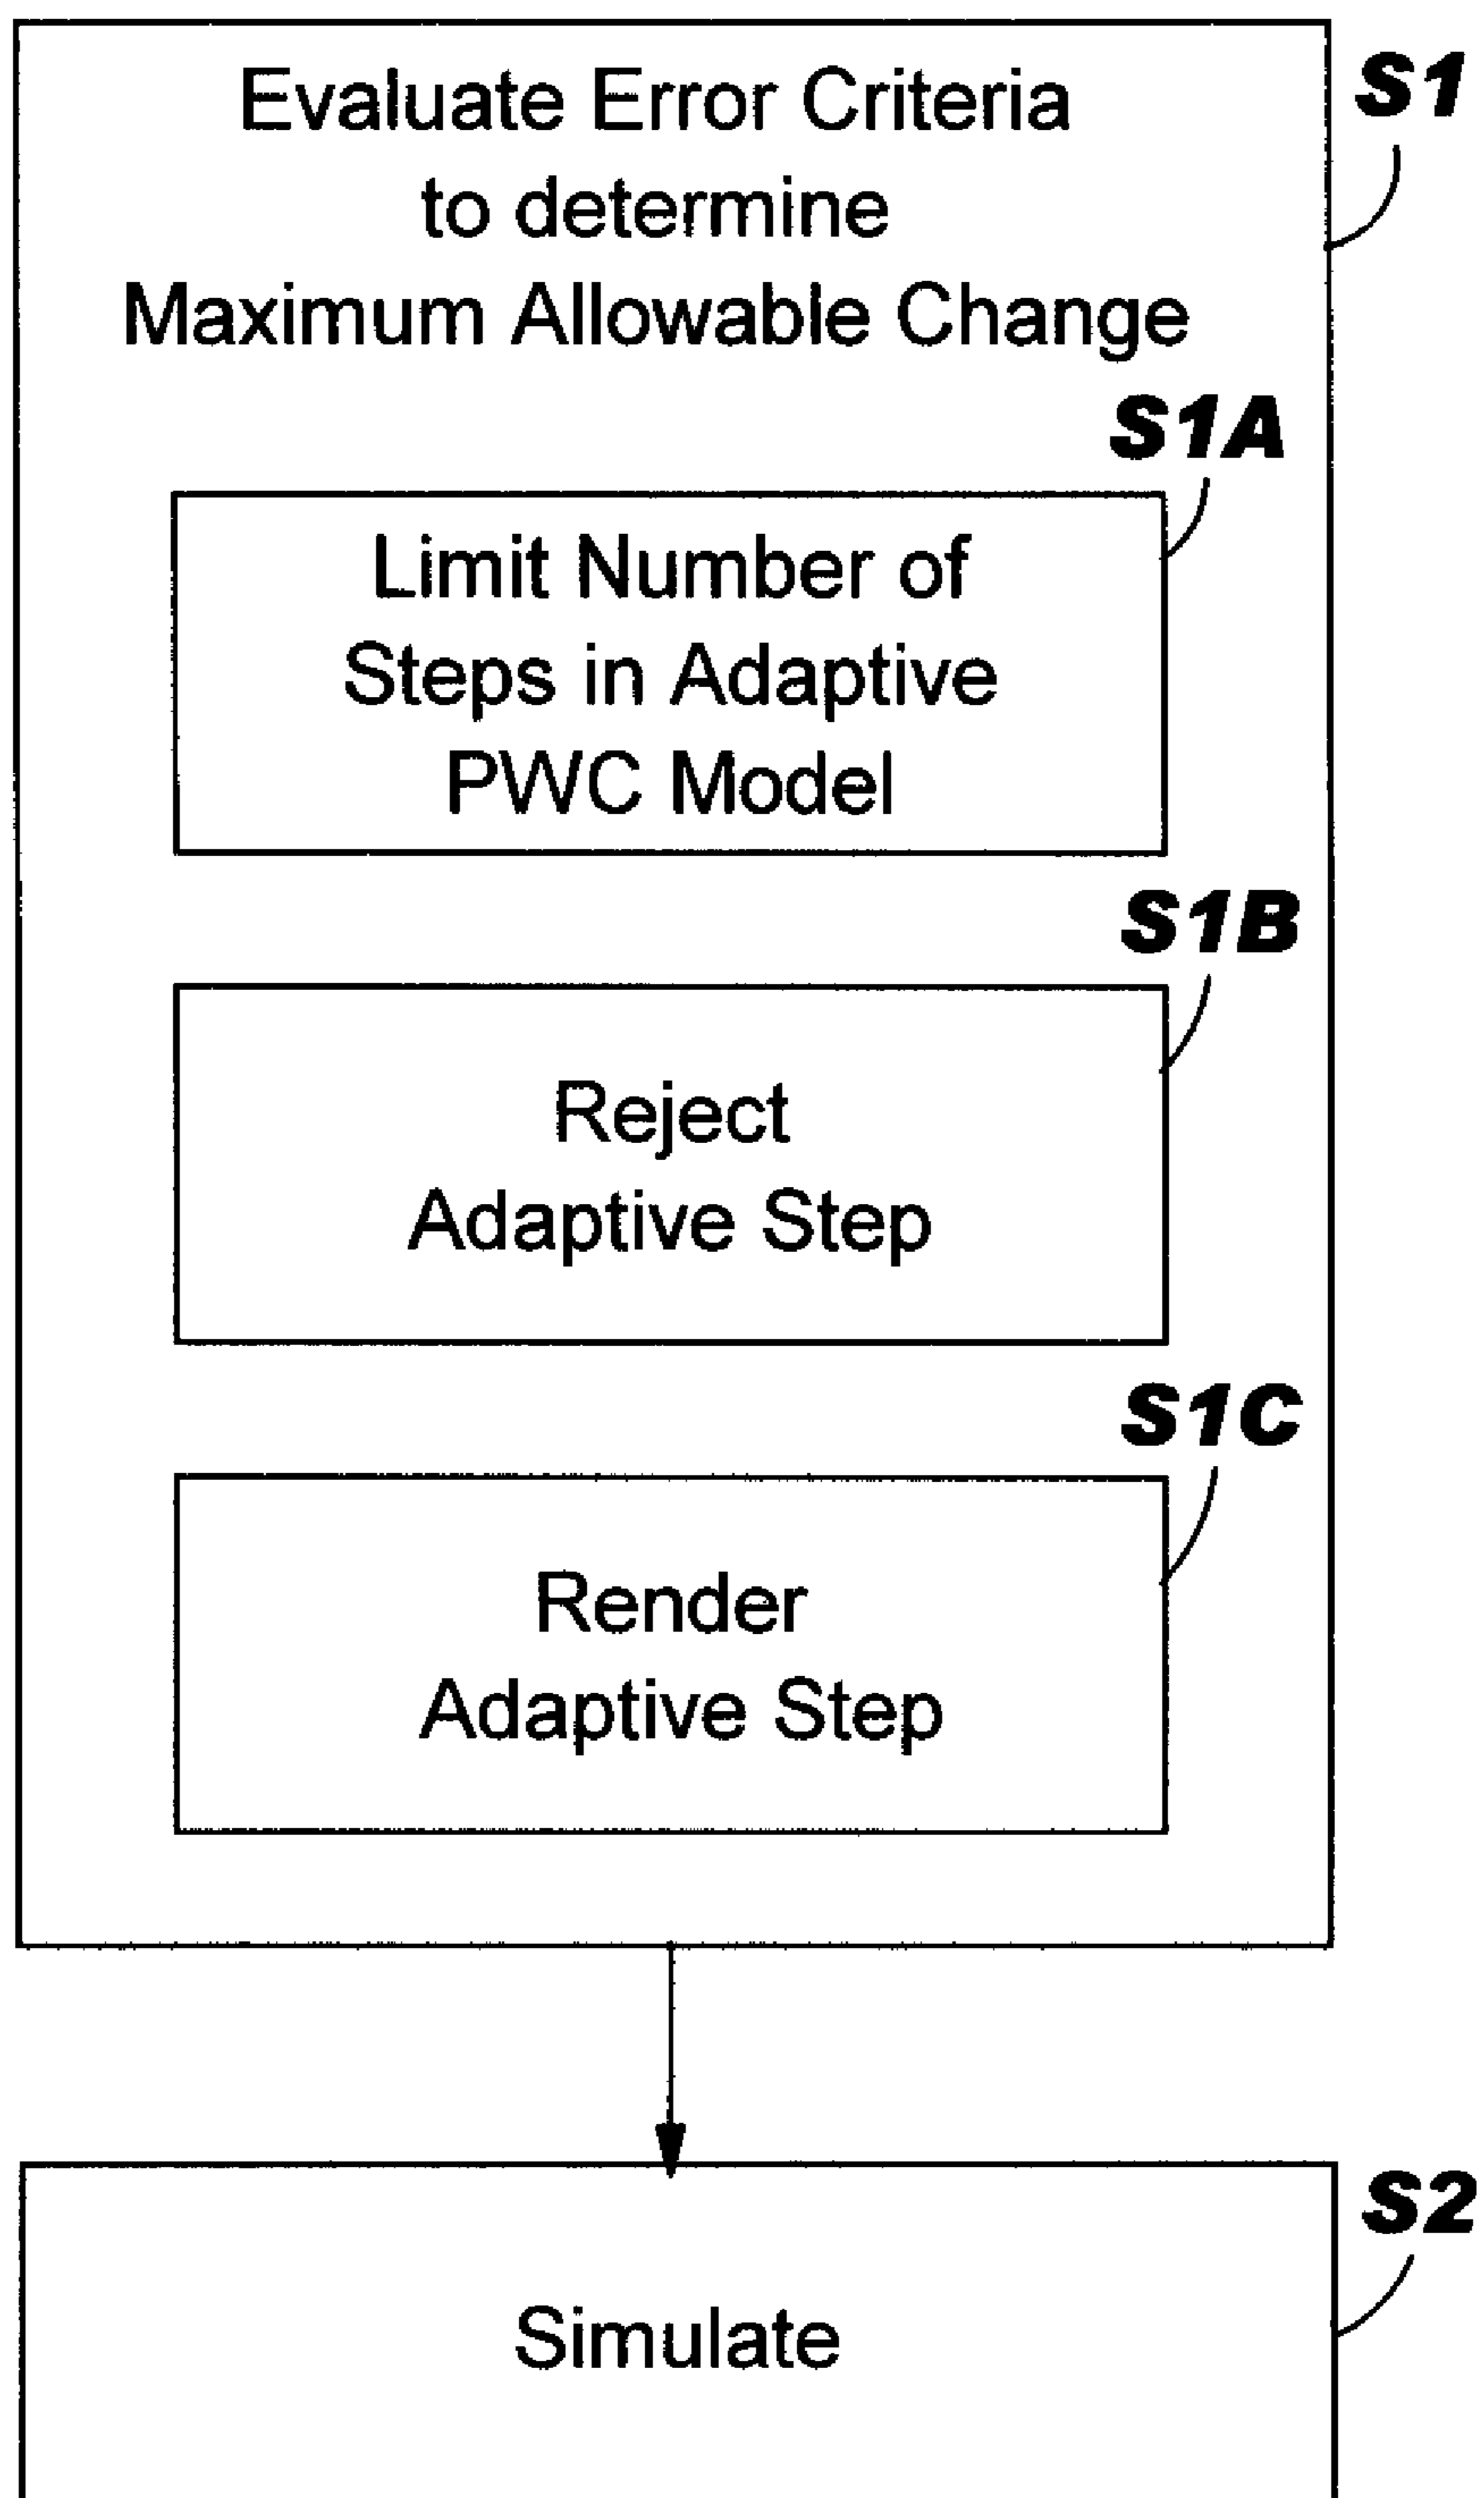 Evaluate Error Criteria
to determine
Maximum Allowable Change
S1
S1A
Limit Number of
Steps in Adaptive
PWC Model
S1B
Reject
Adaptive Step
S1C
Render
Adaptive Step
S2
Simulate